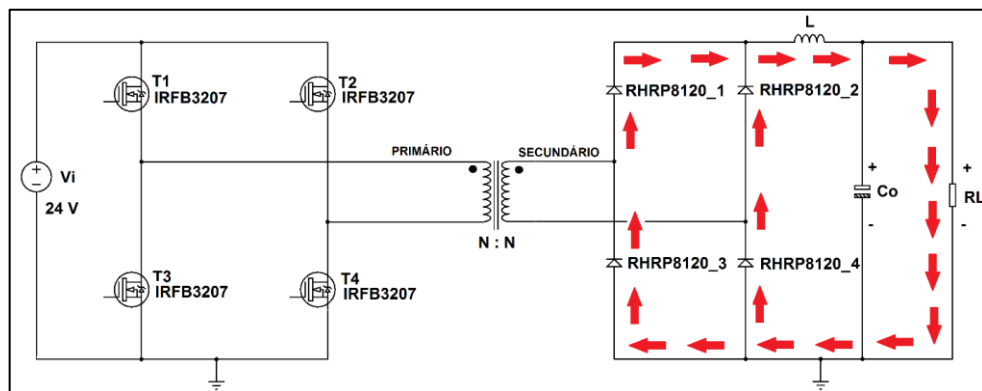 L
T1
IRFB3207
T2
IRFB3207
RHRP8120_1
RHRP8120_2
PRIMÁRIO
SECUNDÁRIO
+
Vi
24 V
+
Co
-
+
RL
-
N : N
T3
IRFB3207
T4
IRFB3207
RHRP8120_3
RHRP8120_4